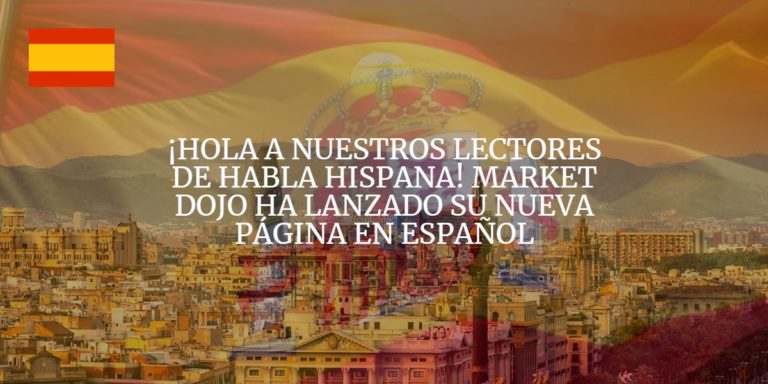 ¡HOLA A NUESTROS LECTORES
DE HABLA HISPANA! MARKET
DOJO HA LANZADO SU NUEVA
PÁGINA EN ESPAÑOL